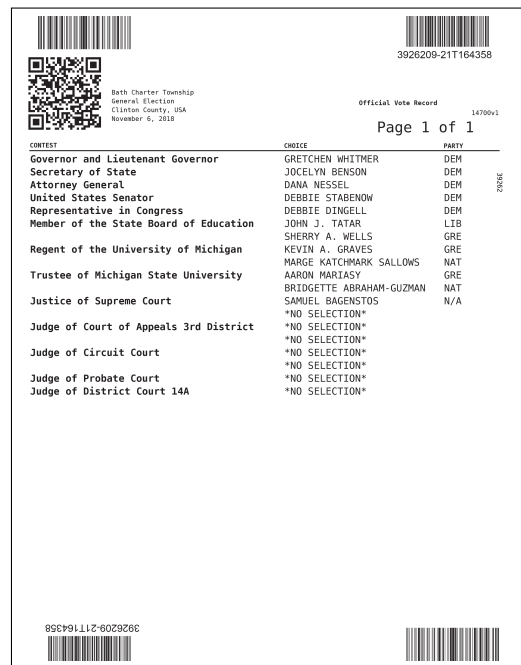 3926209-21T164358
Bath Charter Township
General Election
Clinton County, USA
November 6, 2018
Official Vote Record
14700v1
Page 1 of 1
CONTEST CHOICE PARTY
Governor and Lieutenant Governor GRETCHEN WHITMER DEM
Secretary of State JOCELYN BENSON DEM
Attorney General DANA NESSEL DEM
39262
United States Senator DEBBIE STABENOW DEM
Representative in Congress DEBBIE DINGELL DEM
Member of the State Board of Education JOHN J. TATAR LIB
SHERRY A. WELLS GRE
Regent of the University of Michigan KEVIN A. GRAVES GRE
MARGE KATCHMARK SALLOWS NAT
Trustee of Michigan State University AARON MARIASY GRE
BRIDGETTE ABRAHAM-GUZMAN NAT
Justice of Supreme Court SAMUEL BAGENSTOS N/A
*NO SELECTION*
Judge of Court of Appeals 3rd District *NO SELECTION*
*NO SELECTION*
Judge of Circuit Court *NO SELECTION*
*NO SELECTION*
Judge of Probate Court *NO SELECTION*
Judge of District Court 14A *NO SELECTION*
3926209-21T164358